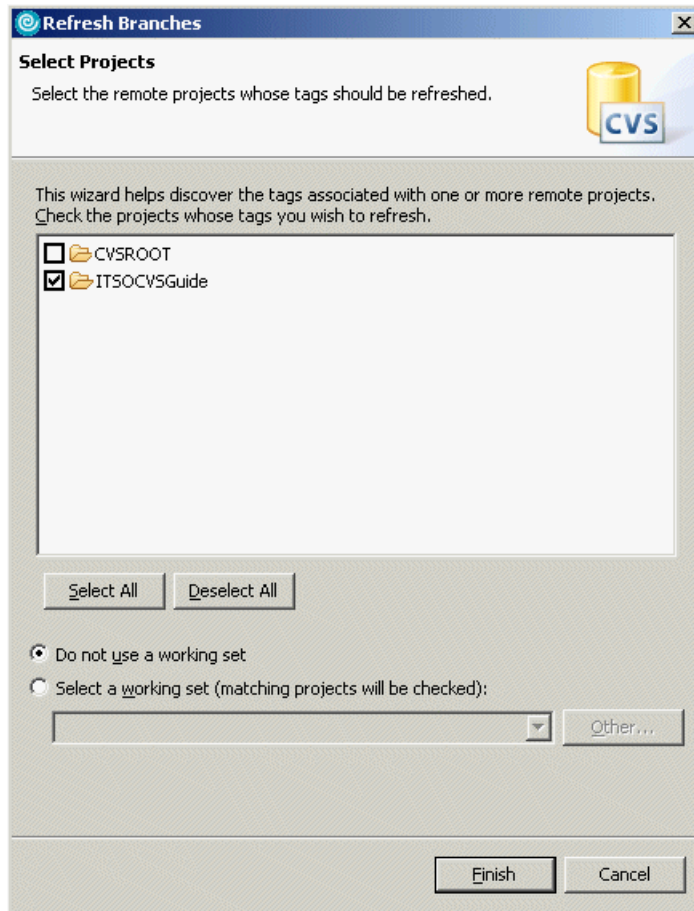 Refresh Branches
Select Projects
Select the remote projects whose tags should be refreshed.
CVS
This wizard helps discover the tags associated with one or more remote projects.
Check the projects whose tags you wish to refresh.
CVSROOT
ITSOCVSGuide
Select All Deselect All
Do not use a working set
Select a working set (matching projects will be checked):
Other...
Finish Cancel